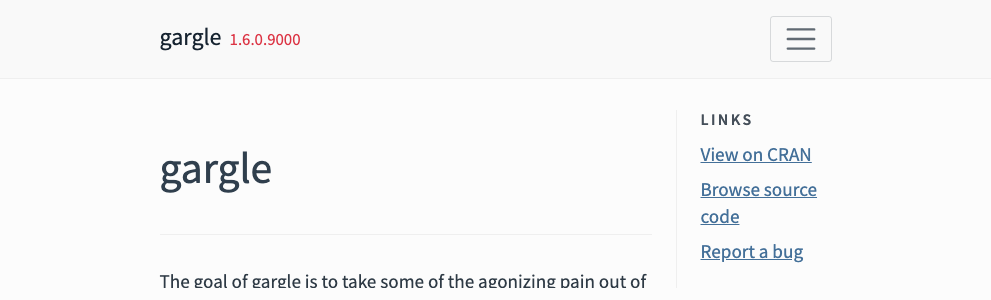 gargle 1.6.0.9000
gargle
The goal of gargle is to take some of the agonizing pain out of
LINKS
View on CRAN
Browse source
code
Report a bug